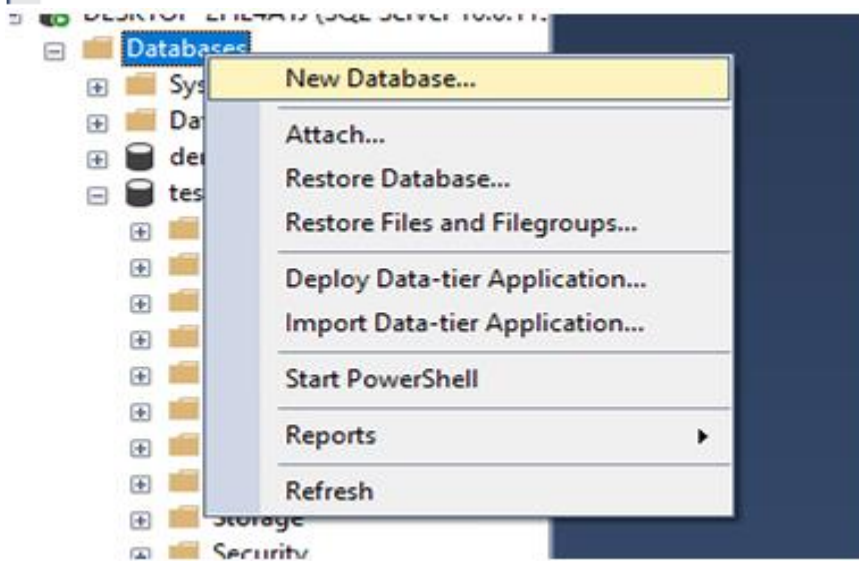 Databases
New Database...
Attach...
Restore Database...
Restore Files and Filegroups...
Deploy Data-tier Application...
Import Data-tier Application...
Start PowerShell
Reports
Refresh
Storage
Security